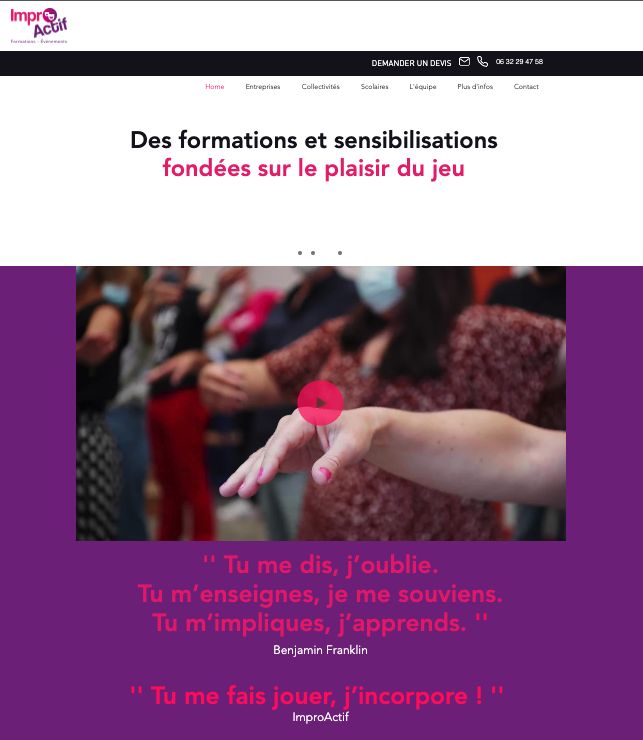 Impro
Actif
Formations - Événements
DEMANDER UN DEVIS 06 32 29 47 58
Home Entreprises Collectivités Scolaires L'équipe Plus d'infos Contact
Des formations et sensibilisations
fondées sur le plaisir du jeu
'' Tu me dis, j’oublie.
Tu m’enseignes, je me souviens.
Tu m’impliques, j’apprends. ''
Benjamin Franklin
'' Tu me fais jouer, j’incorpore ! ''
ImproActif